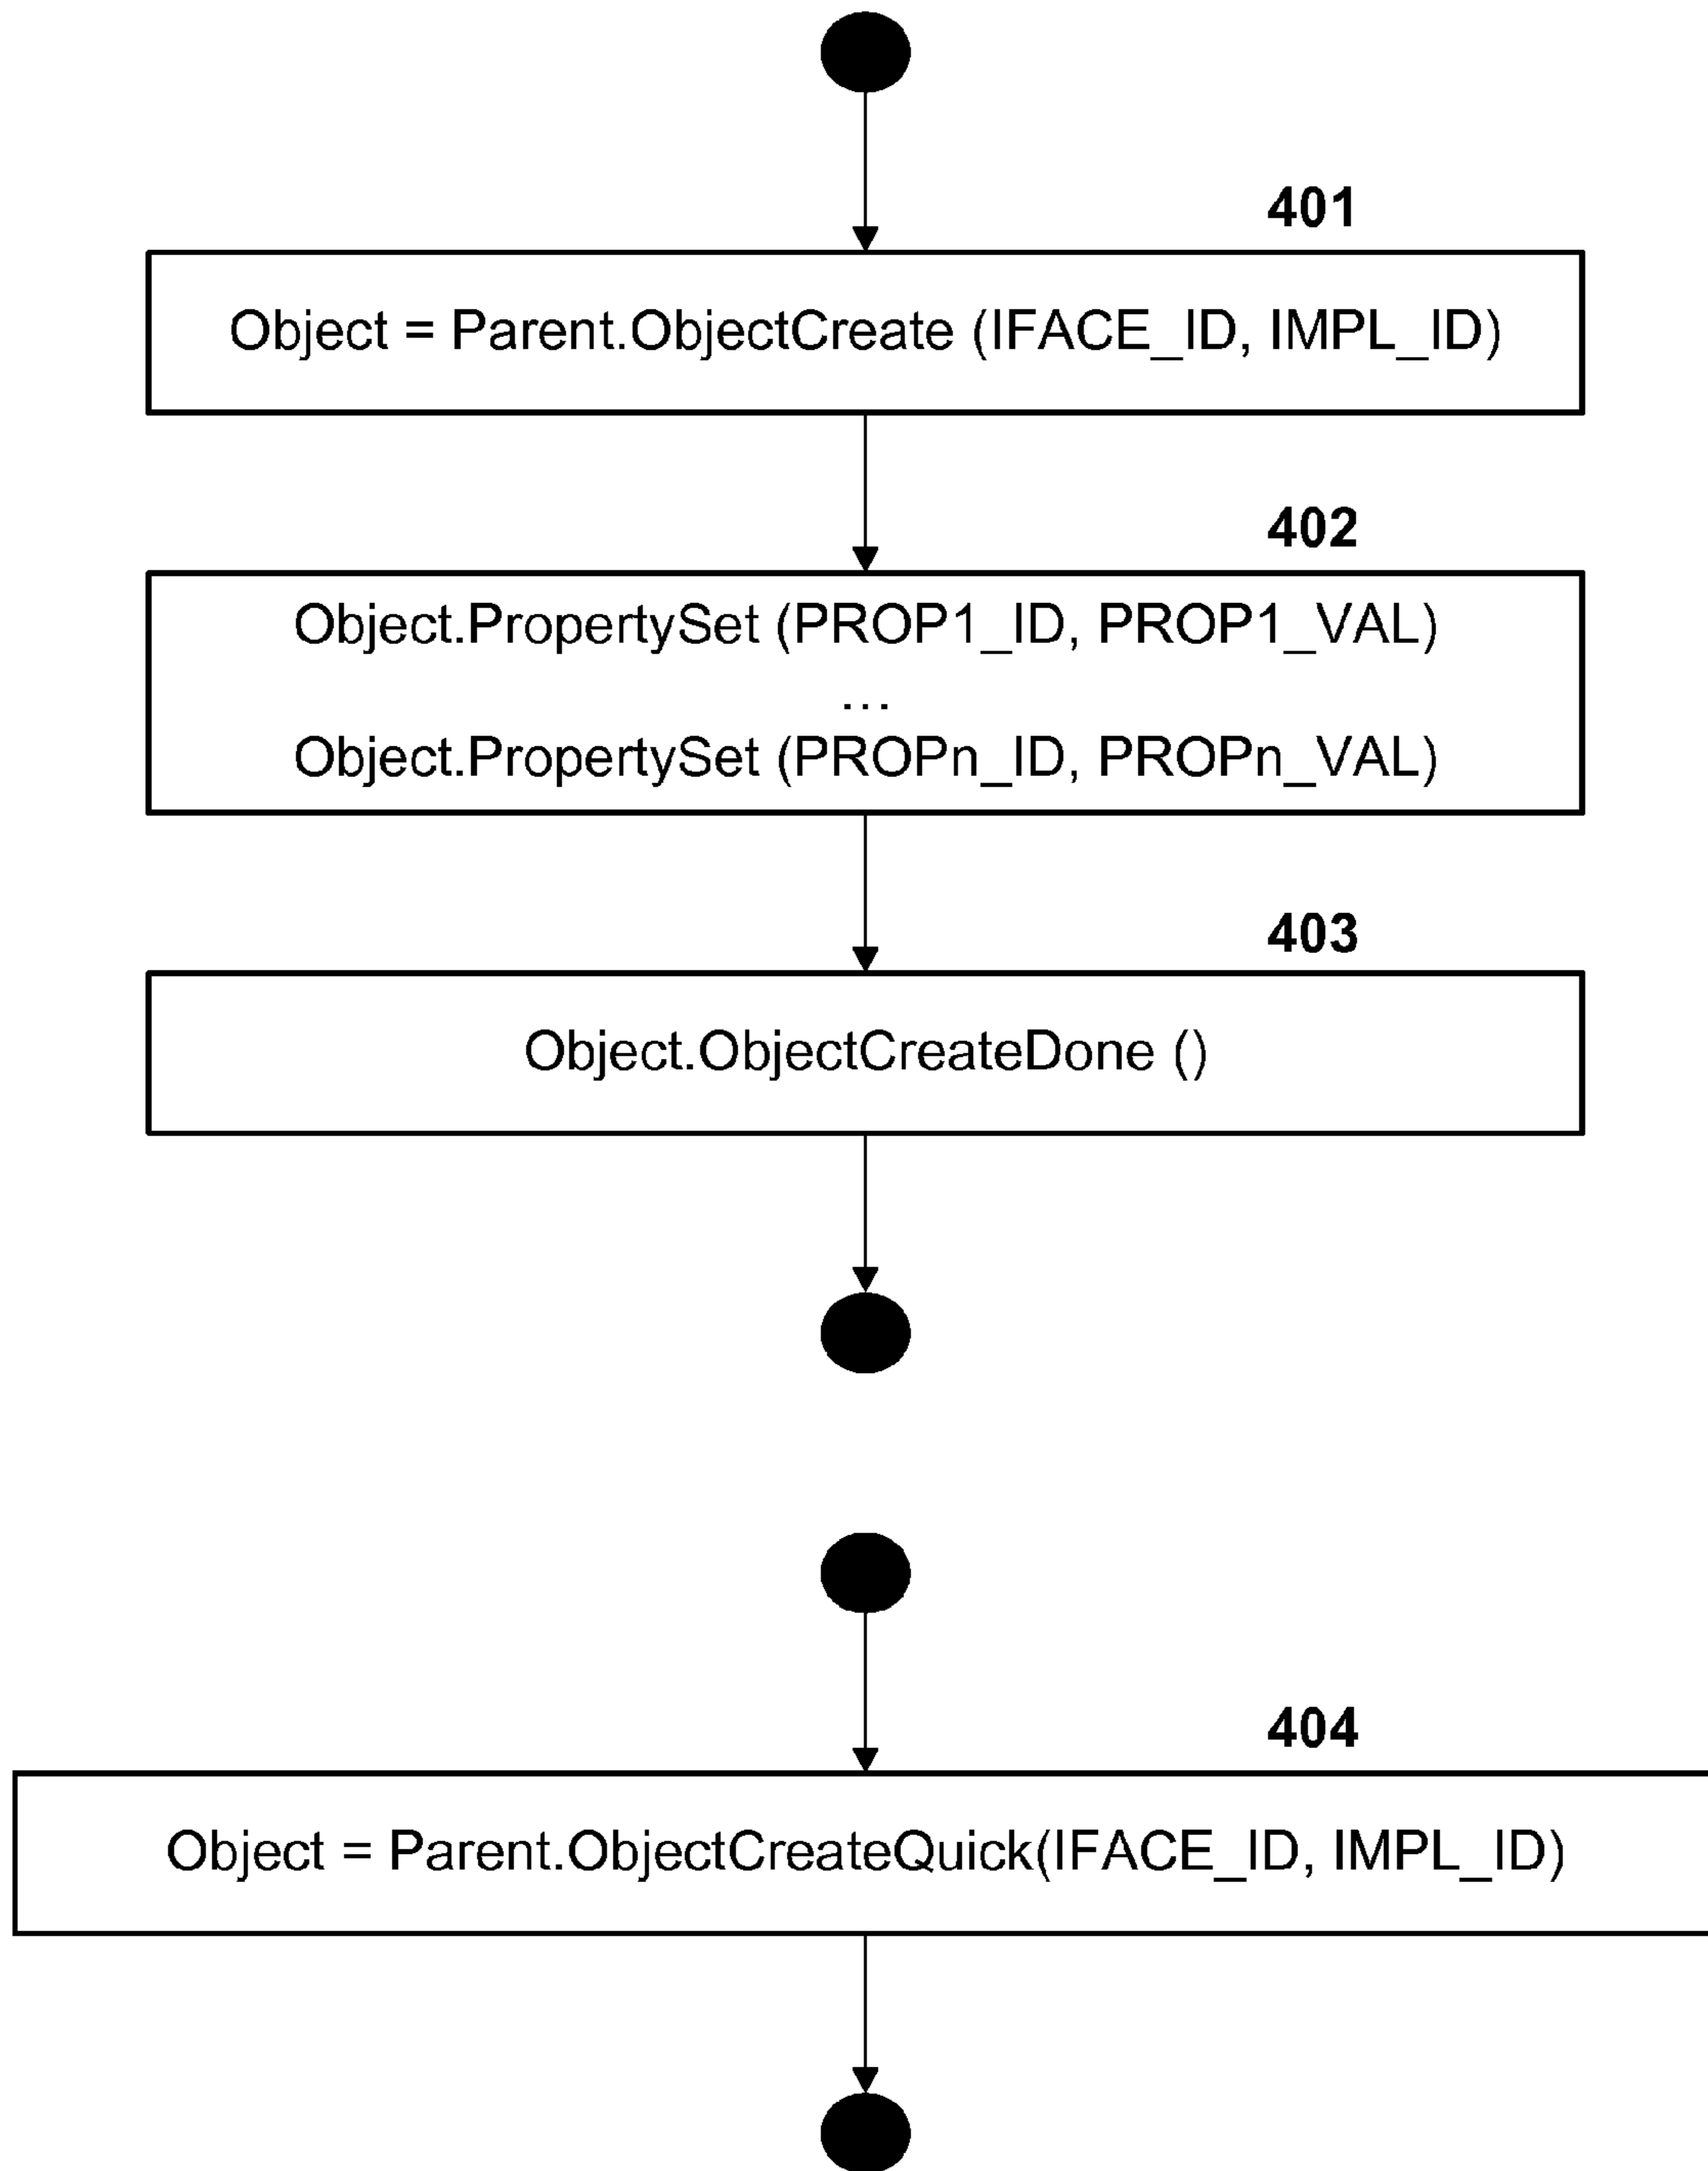 401
Object = Parent.ObjectCreate (IFACE_ID, IMPL_ID)
402
Object.PropertySet (PROP1_ID, PROP1_VAL)
...
Object.PropertySet (PROPn_ID, PROPn_VAL)
403
Object.ObjectCreateDone ()
404
Object = Parent.ObjectCreateQuick(IFACE_ID, IMPL_ID)